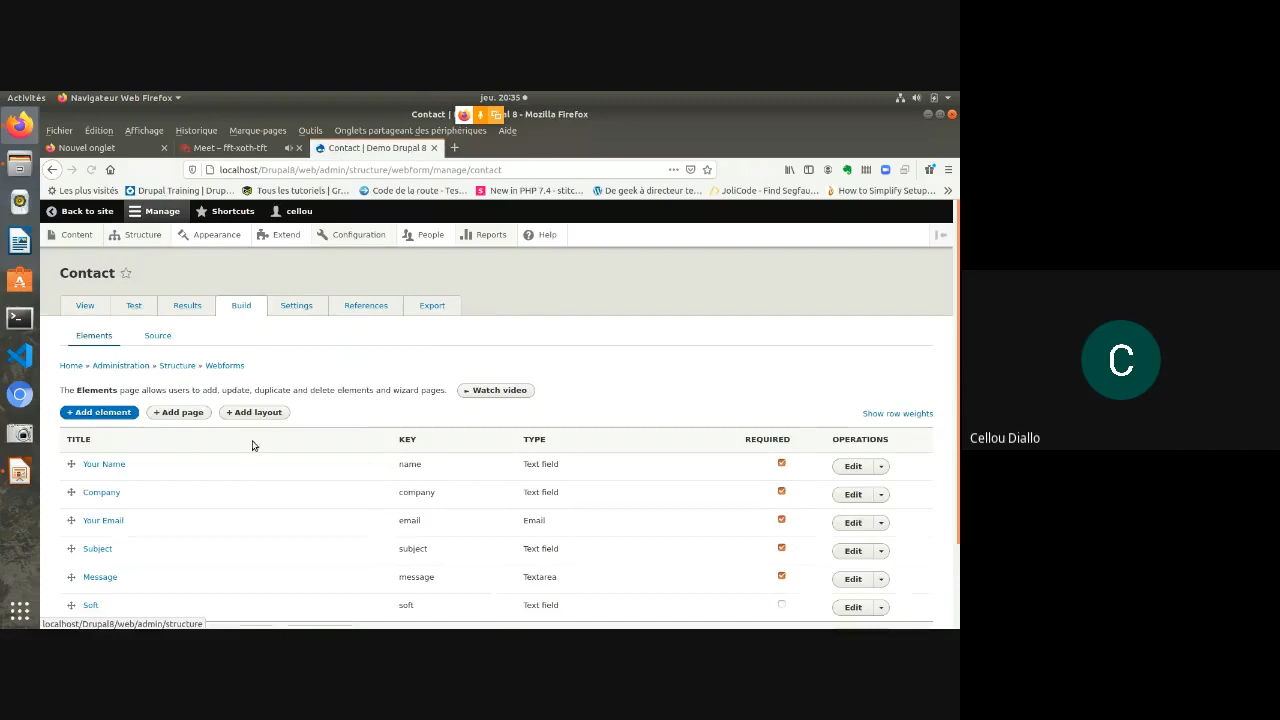 Activités Navigateur Web Firefox jeu. 20:35
Contact | al 8 - Mozilla Firefox
Fichier Édition Affichage Historique Marque-pages Outils Onglets partageant des périphériques Aide
Nouvel onglet Meet – fft-xoth-tft Contact | Demo Drupal 8
localhost/Drupal8/web/admin/structure/webform/manage/contact
Les plus visités Drupal Training | Drup... Tous les tutoriels | Gr... Code de la route - Tes... New in PHP 7.4 - stitc... De geek à directeur te... JoliCode - Find Segfau... How to Simplify Setup...
Back to site Manage Shortcuts cellou
Content Structure Appearance Extend Configuration People Reports Help
Contact
View Test Results Build Settings References Export
Elements Source
Home » Administration » Structure » Webforms
The Elements page allows users to add, update, duplicate and delete elements and wizard pages. ► Watch video
+ Add element + Add page + Add layout Show row weights
TITLE KEY TYPE REQUIRED OPERATIONS
Your Name name Text field Edit
Company company Text field Edit
Your Email email Email Edit
Subject subject Text field Edit
Message message Textarea Edit
Soft soft Text field Edit
localhost/Drupal8/web/admin/structure
C
Cellou Diallo